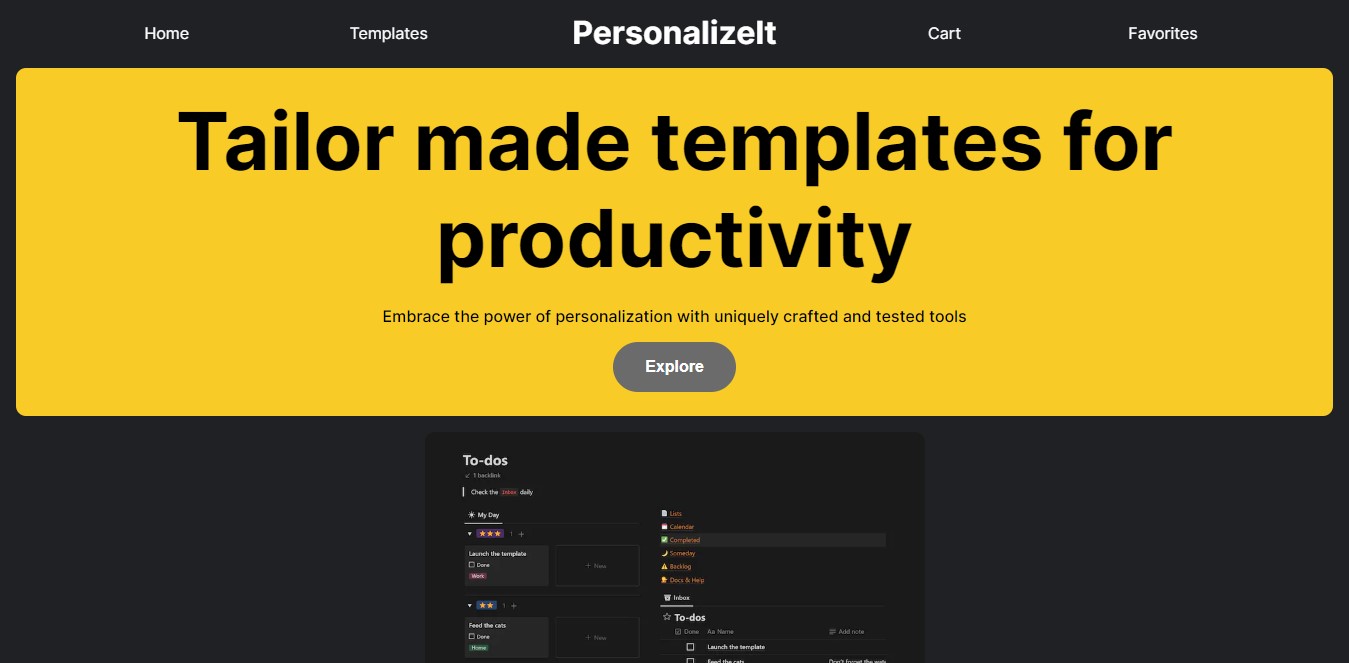 Home Templates PersonalizeIt Cart Favorites
Tailor made templates for
productivity
Embrace the power of personalization with uniquely crafted and tested tools
Explore
To-dos
1 backlink
Check the Inbox daily
My Day
1 +
Launch the template
Done
Work
+ New
1 +
Feed the cats
Done
Home
+ New
Lists
Calendar
Completed
Someday
Backlog
Docs & Help
Inbox
To-dos
Done Aa Name Add note
Launch the template
Feed the cats Don't forget the